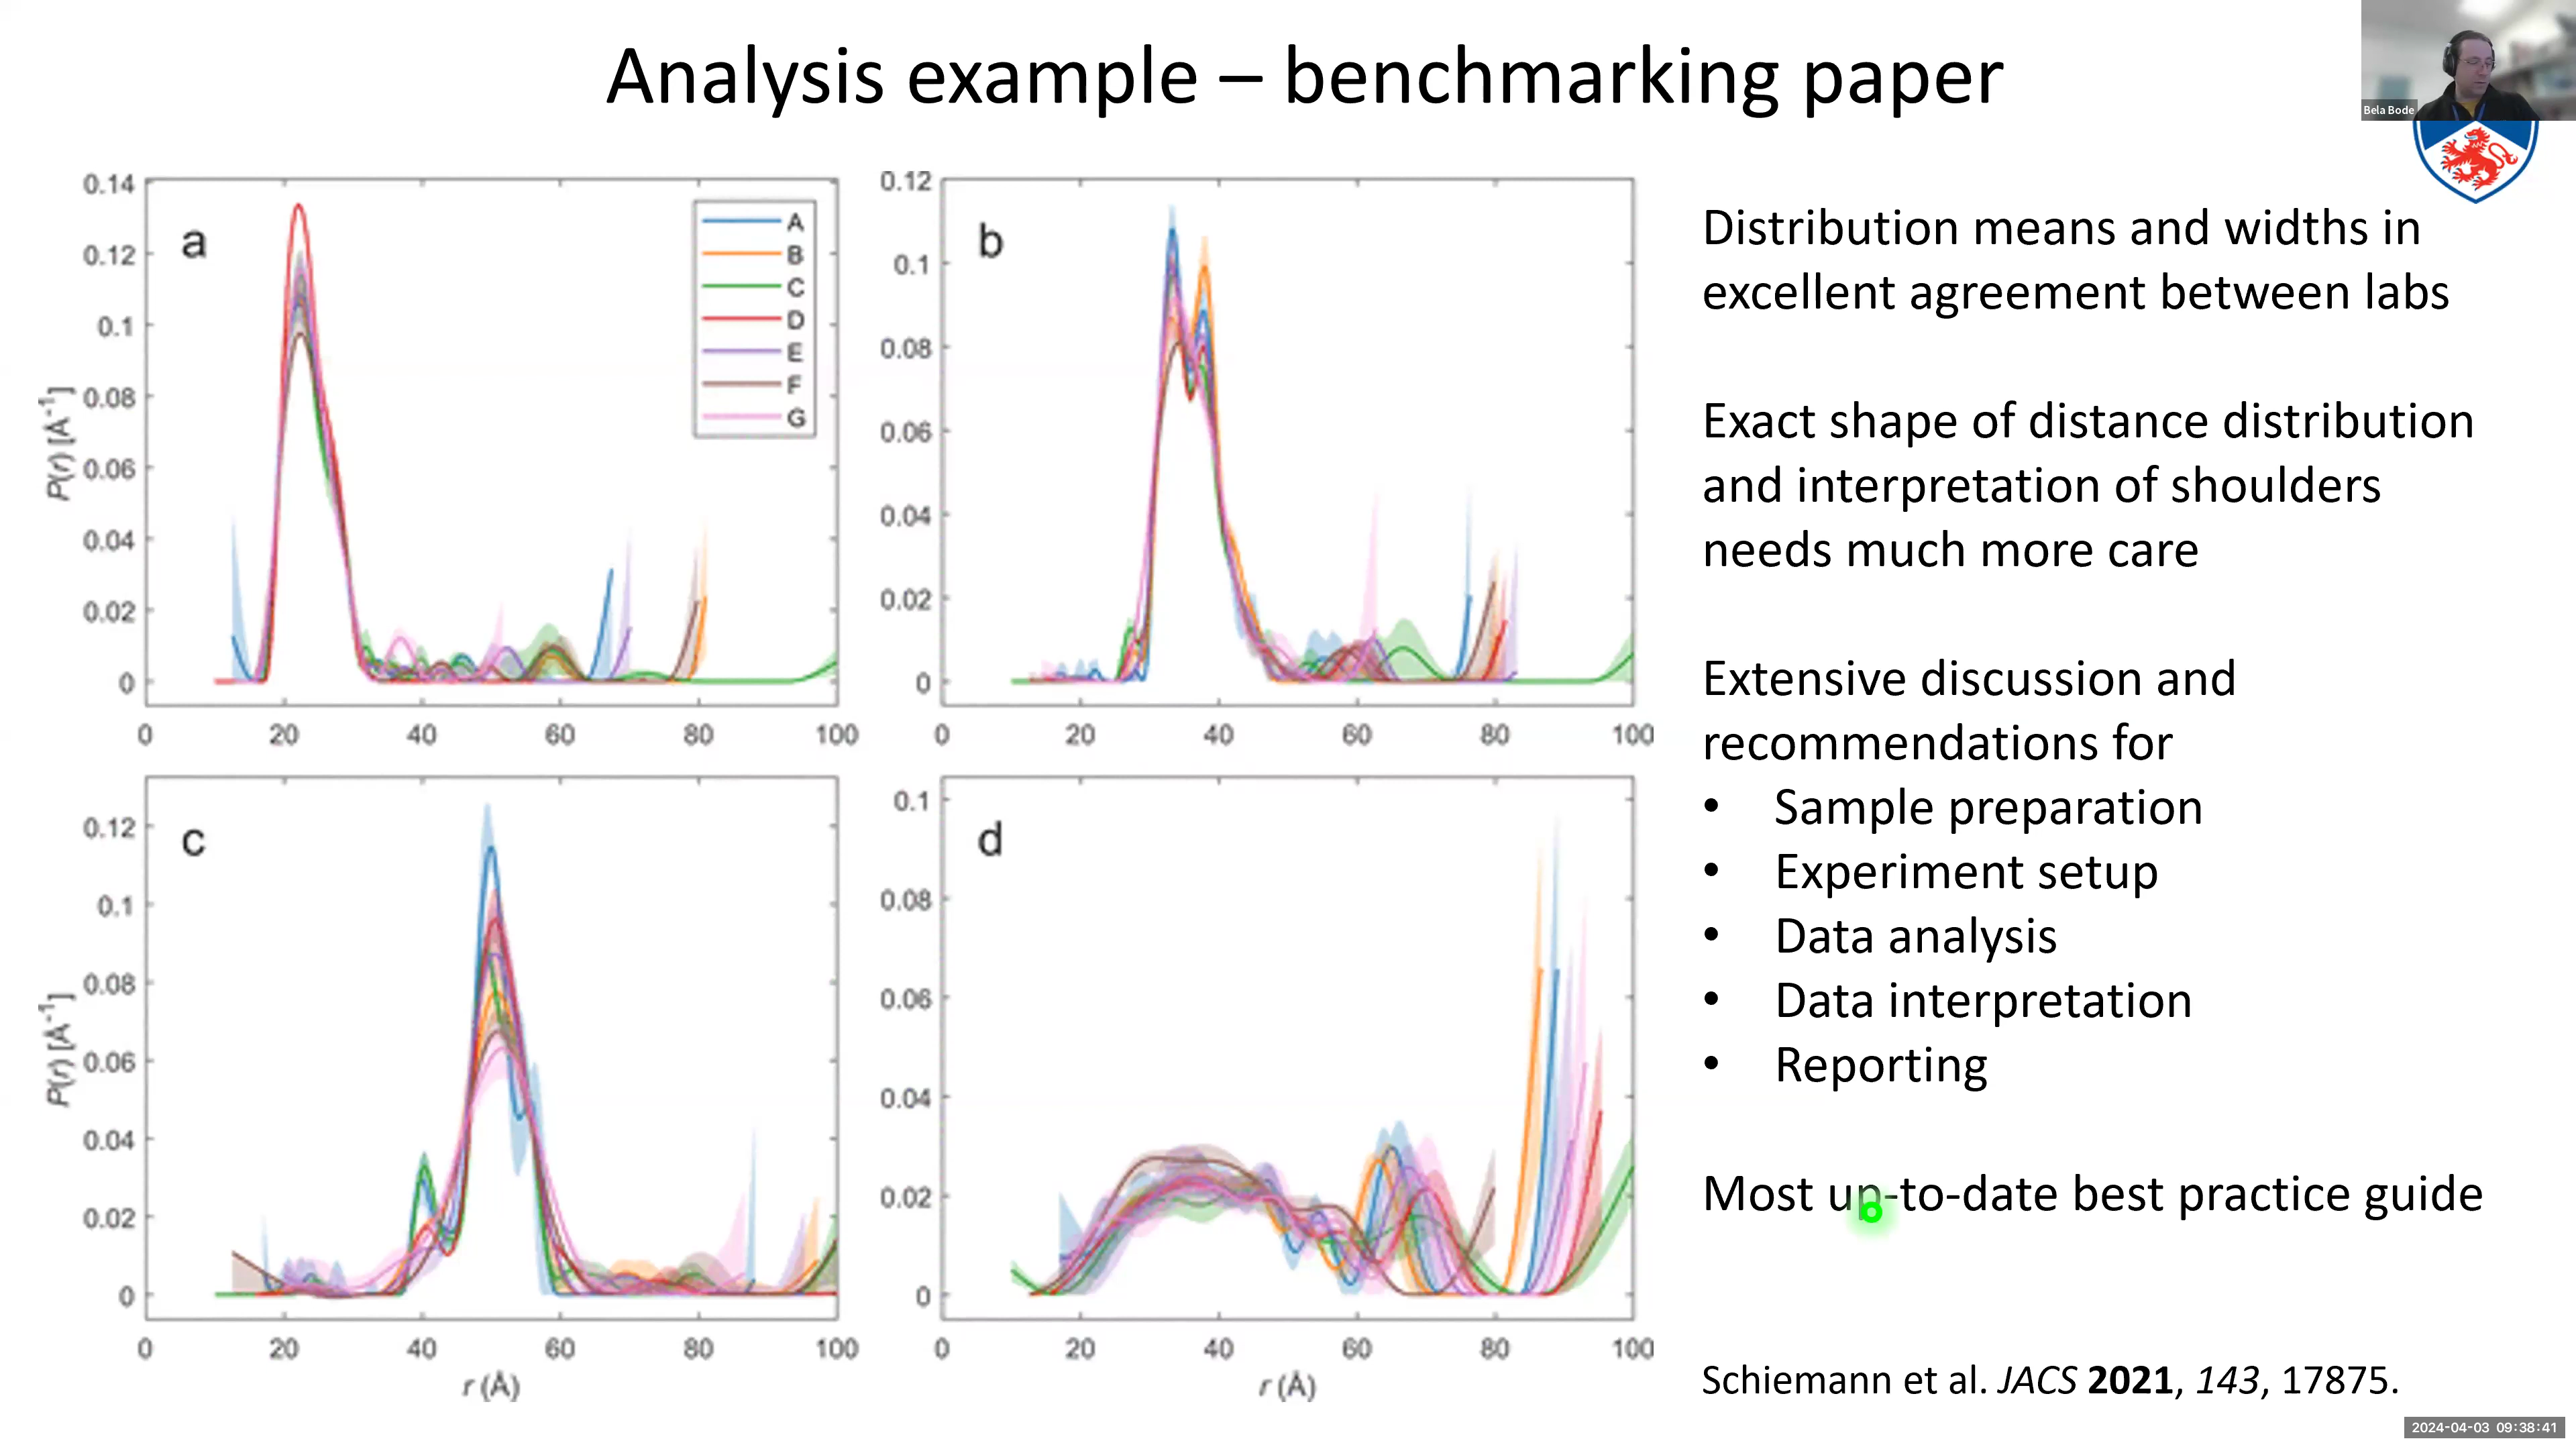 Analysis example – benchmarking paper
Bela Bode
a
A
B
C
D
E
F
G
P(r) [Å-1]
0.14
0.12
0.1
0.08
0.06
0.04
0.02
0
0 20 40 60 80 100
b
0.12
0.1
0.08
0.06
0.04
0.02
0
0 20 40 60 80 100
c
P(r) [Å-1]
0.12
0.1
0.08
0.06
0.04
0.02
0
0 20 40 60 80 100
r (Å)
d
0.1
0.08
0.06
0.04
0.02
0
0 20 40 60 80 100
r (Å)
Distribution means and widths in
excellent agreement between labs
Exact shape of distance distribution
and interpretation of shoulders
needs much more care
Extensive discussion and
recommendations for
• Sample preparation
• Experiment setup
• Data analysis
• Data interpretation
• Reporting
Most up-to-date best practice guide
Schiemann et al. JACS 2021, 143, 17875.
2024-04-03 09:38:41